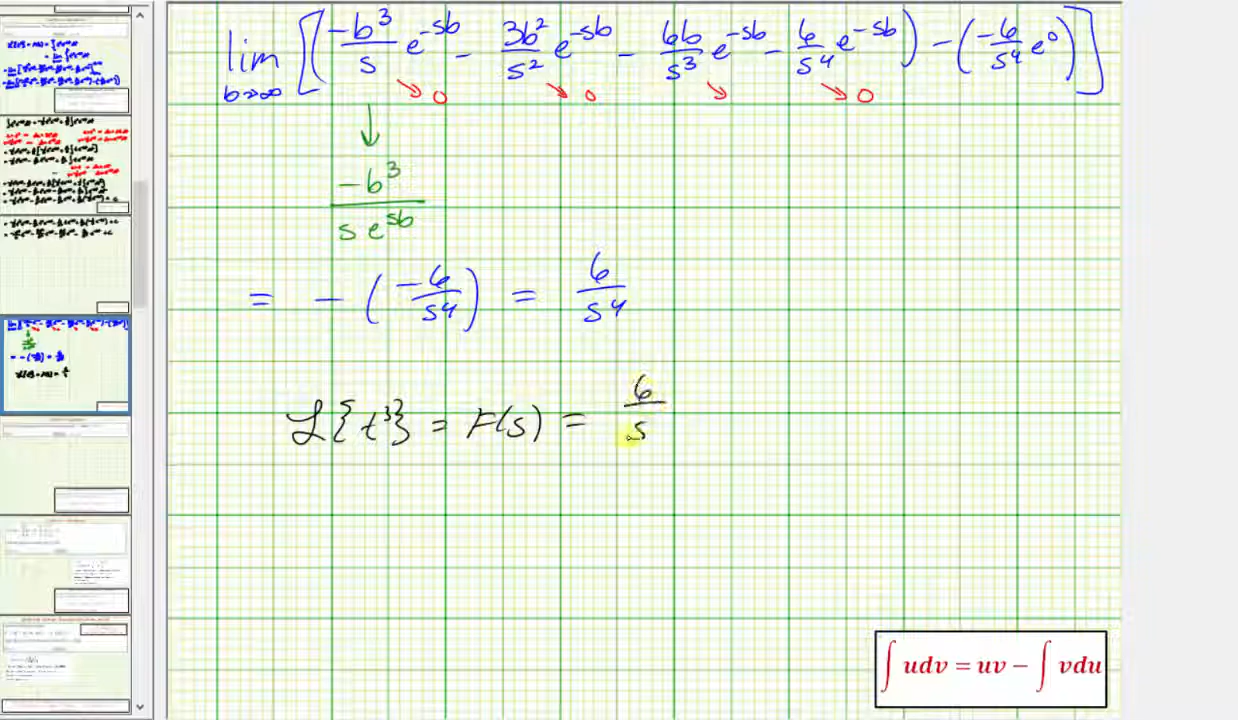 lim b→∞ [(-b³/s e^-sb - 3b²/s² e^-sb - 6b/s³ e^-sb - 6/s⁴ e^-sb) - (-6/s⁴ e⁰)]
↘0 ↘0 ↘ ↘0
↓
-b³/s e^sb
= -(-6/s⁴) = 6/s⁴
ℒ{t³} = F(s) = 6/s
∫udv = uv − ∫vdu